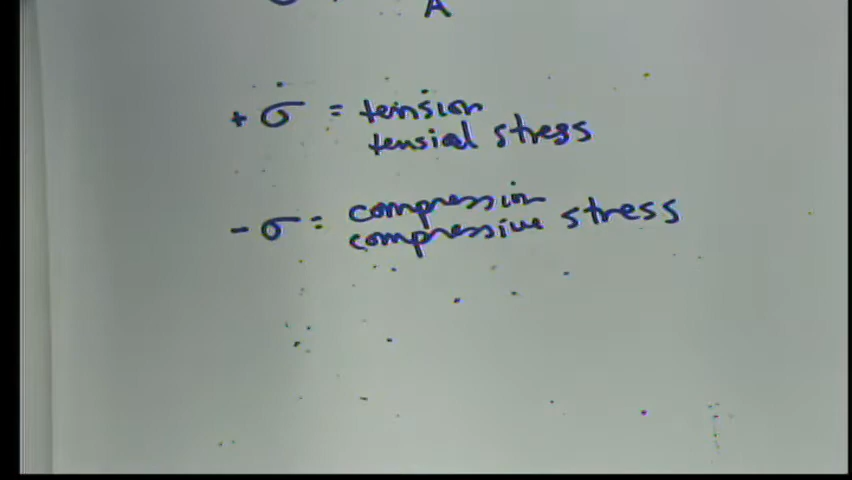 A
+ σ = tension
tensial stress
- σ = compression
compressive stress